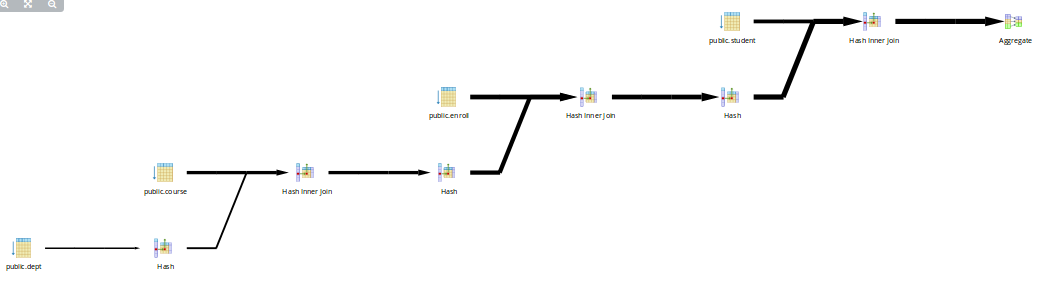 public.student
Hash Inner Join
Aggregate
public.enroll
Hash Inner Join
Hash
public.course
Hash Inner Join
Hash
public.dept
Hash